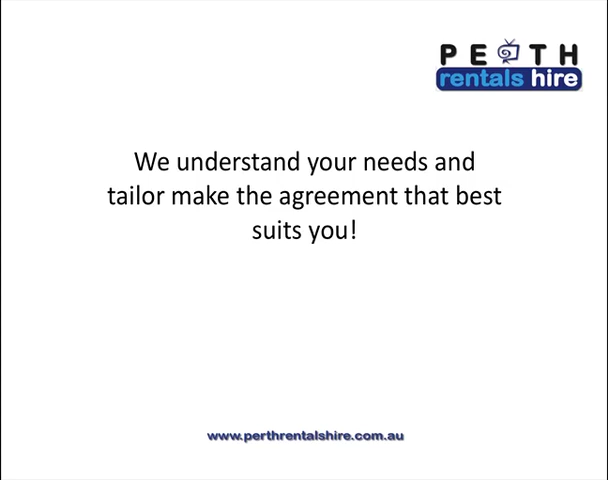 PERTH
rentals hire
We understand your needs and
tailor make the agreement that best
suits you!
www.perthrentalshire.com.au